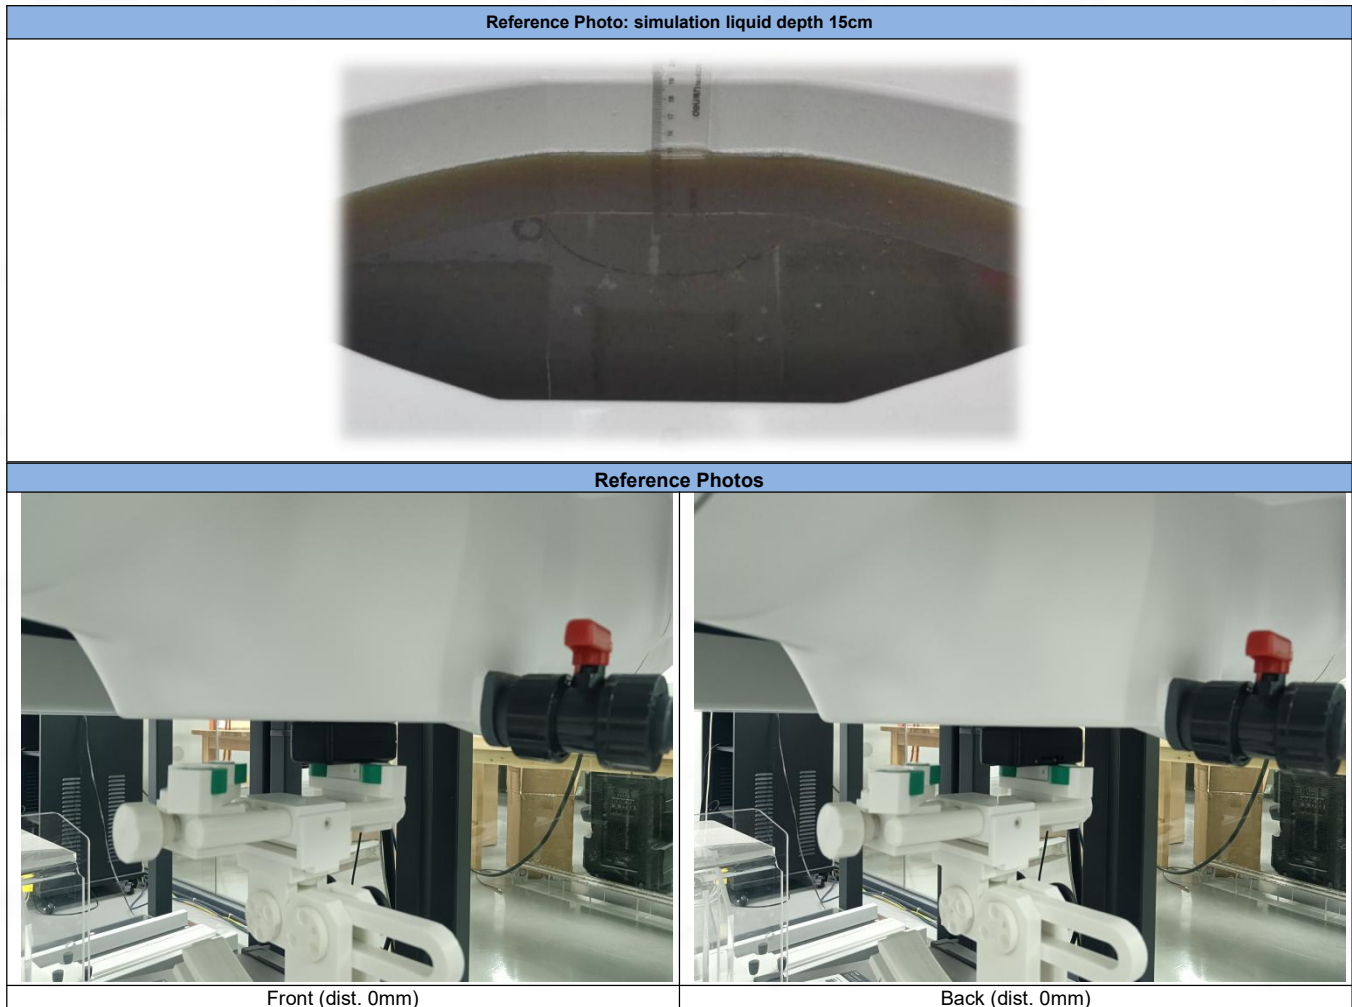 Reference Photo: simulation liquid depth 15cm
Reference Photos
Front (dist. 0mm)
Back (dist. 0mm)